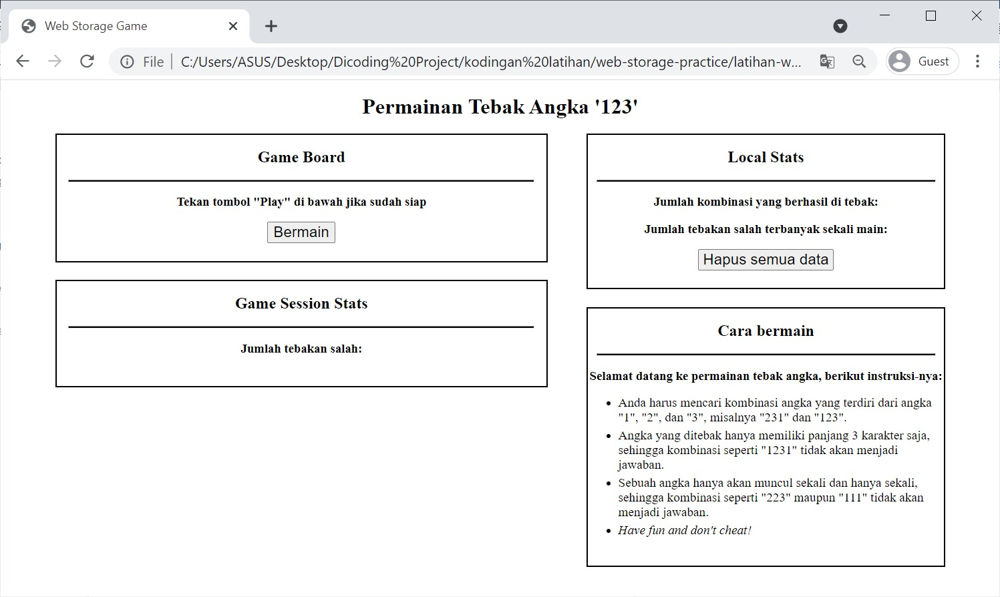 Web Storage Game
File
C:/Users/ASUS/Desktop/Dicoding%20Project/kodingan%20latihan/web-storage-practice/latihan-w...
Guest
Permainan Tebak Angka '123'
Game Board
Tekan tombol "Play" di bawah jika sudah siap
Bermain
Game Session Stats
Jumlah tebakan salah:
Local Stats
Jumlah kombinasi yang berhasil di tebak:
Jumlah tebakan salah terbanyak sekali main:
Hapus semua data
Cara bermain
Selamat datang ke permainan tebak angka, berikut instruksi-nya:
Anda harus mencari kombinasi angka yang terdiri dari angka
"1", "2", dan "3", misalnya "231" dan "123".
Angka yang ditebak hanya memiliki panjang 3 karakter saja,
sehingga kombinasi seperti "1231" tidak akan menjadi
jawaban.
Sebuah angka hanya akan muncul sekali dan hanya sekali,
sehingga kombinasi seperti "223" maupun "111" tidak akan
menjadi jawaban.
Have fun and don't cheat!